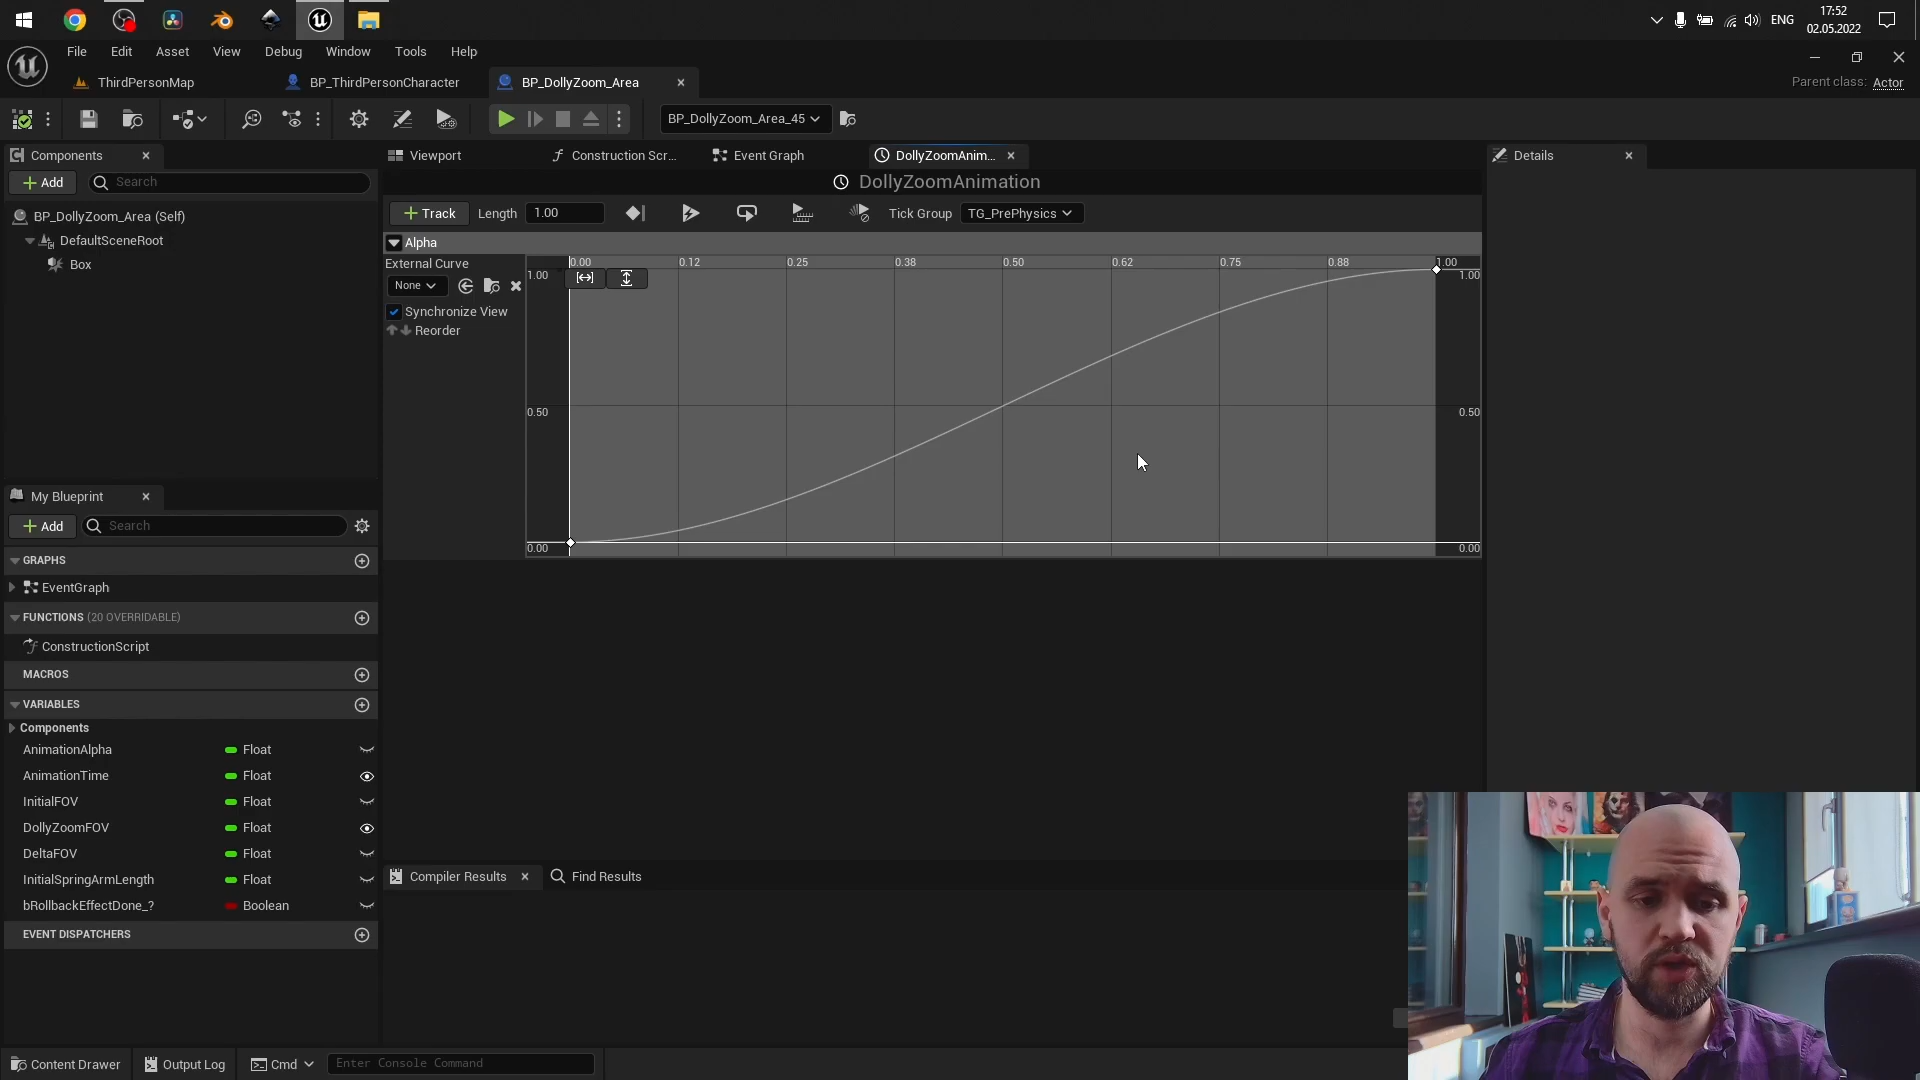 ENG
17:52
02.05.2022
File
Edit
Asset
View
Debug
Window
Tools
Help
ThirdPersonMap
BP_ThirdPersonCharacter
BP_DollyZoom_Area
Parent class: Actor
BP_DollyZoom_Area_45
Components
Add
Search
BP_DollyZoom_Area (Self)
DefaultSceneRoot
Box
Viewport
Construction Scr...
Event Graph
DollyZoomAnim...
DollyZoomAnimation
Track
Length
1.00
Tick Group
TG_PrePhysics
Alpha
External Curve
None
Synchronize View
Reorder
0.00 0.12 0.25 0.38 0.50 0.62 0.75 0.88 1.00
1.00 1.00
0.50 0.50
0.00 0.00
Details
My Blueprint
Add
Search
GRAPHS
EventGraph
FUNCTIONS (20 OVERRIDABLE)
ConstructionScript
MACROS
VARIABLES
Components
AnimationAlpha Float
AnimationTime Float
InitialFOV Float
DollyZoomFOV Float
DeltaFOV Float
InitialSpringArmLength Float
bRollbackEffectDone_? Boolean
EVENT DISPATCHERS
Compiler Results
Find Results
Content Drawer
Output Log
Cmd
Enter Console Command